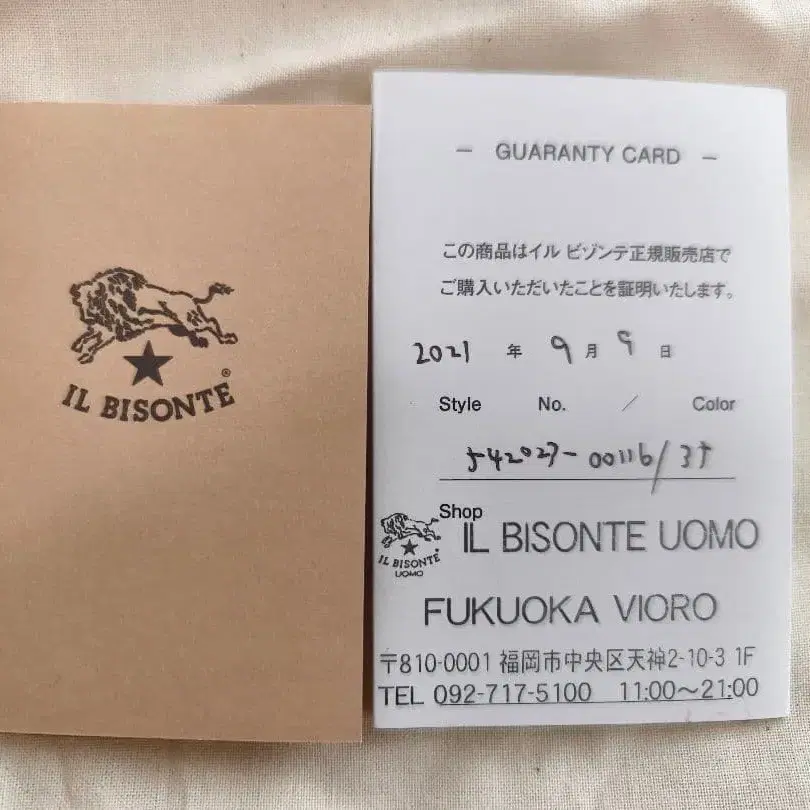 IL BISONTE®
— GUARANTY CARD —
この商品はイル ビゾンテ正規販売店で
ご購入いただいたことを証明いたします。
2021 年 9 月 9 日
Style No. / Color
542027-00116/35
Shop
IL BISONTE UOMO
IL BISONTE
UOMO
FUKUOKA VIORO
〒810-0001 福岡市中央区天神2-10-3 1F
TEL 092-717-5100 11:00〜21:00